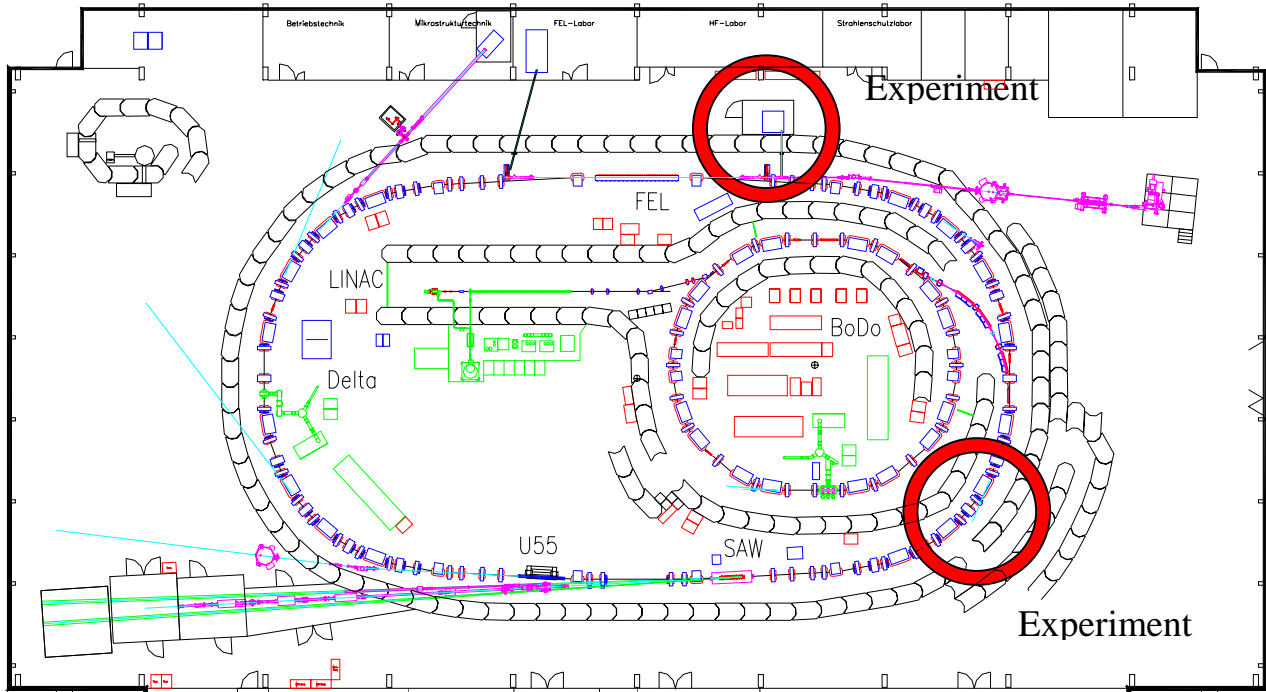 Betriebstechnik
Mikrostrukturtechnik
FEL-Labor
HF-Labor
Strahlenschutzlabor
Experiment
FEL
LINAC
BoDo
Delta
U55
SAW
Experiment